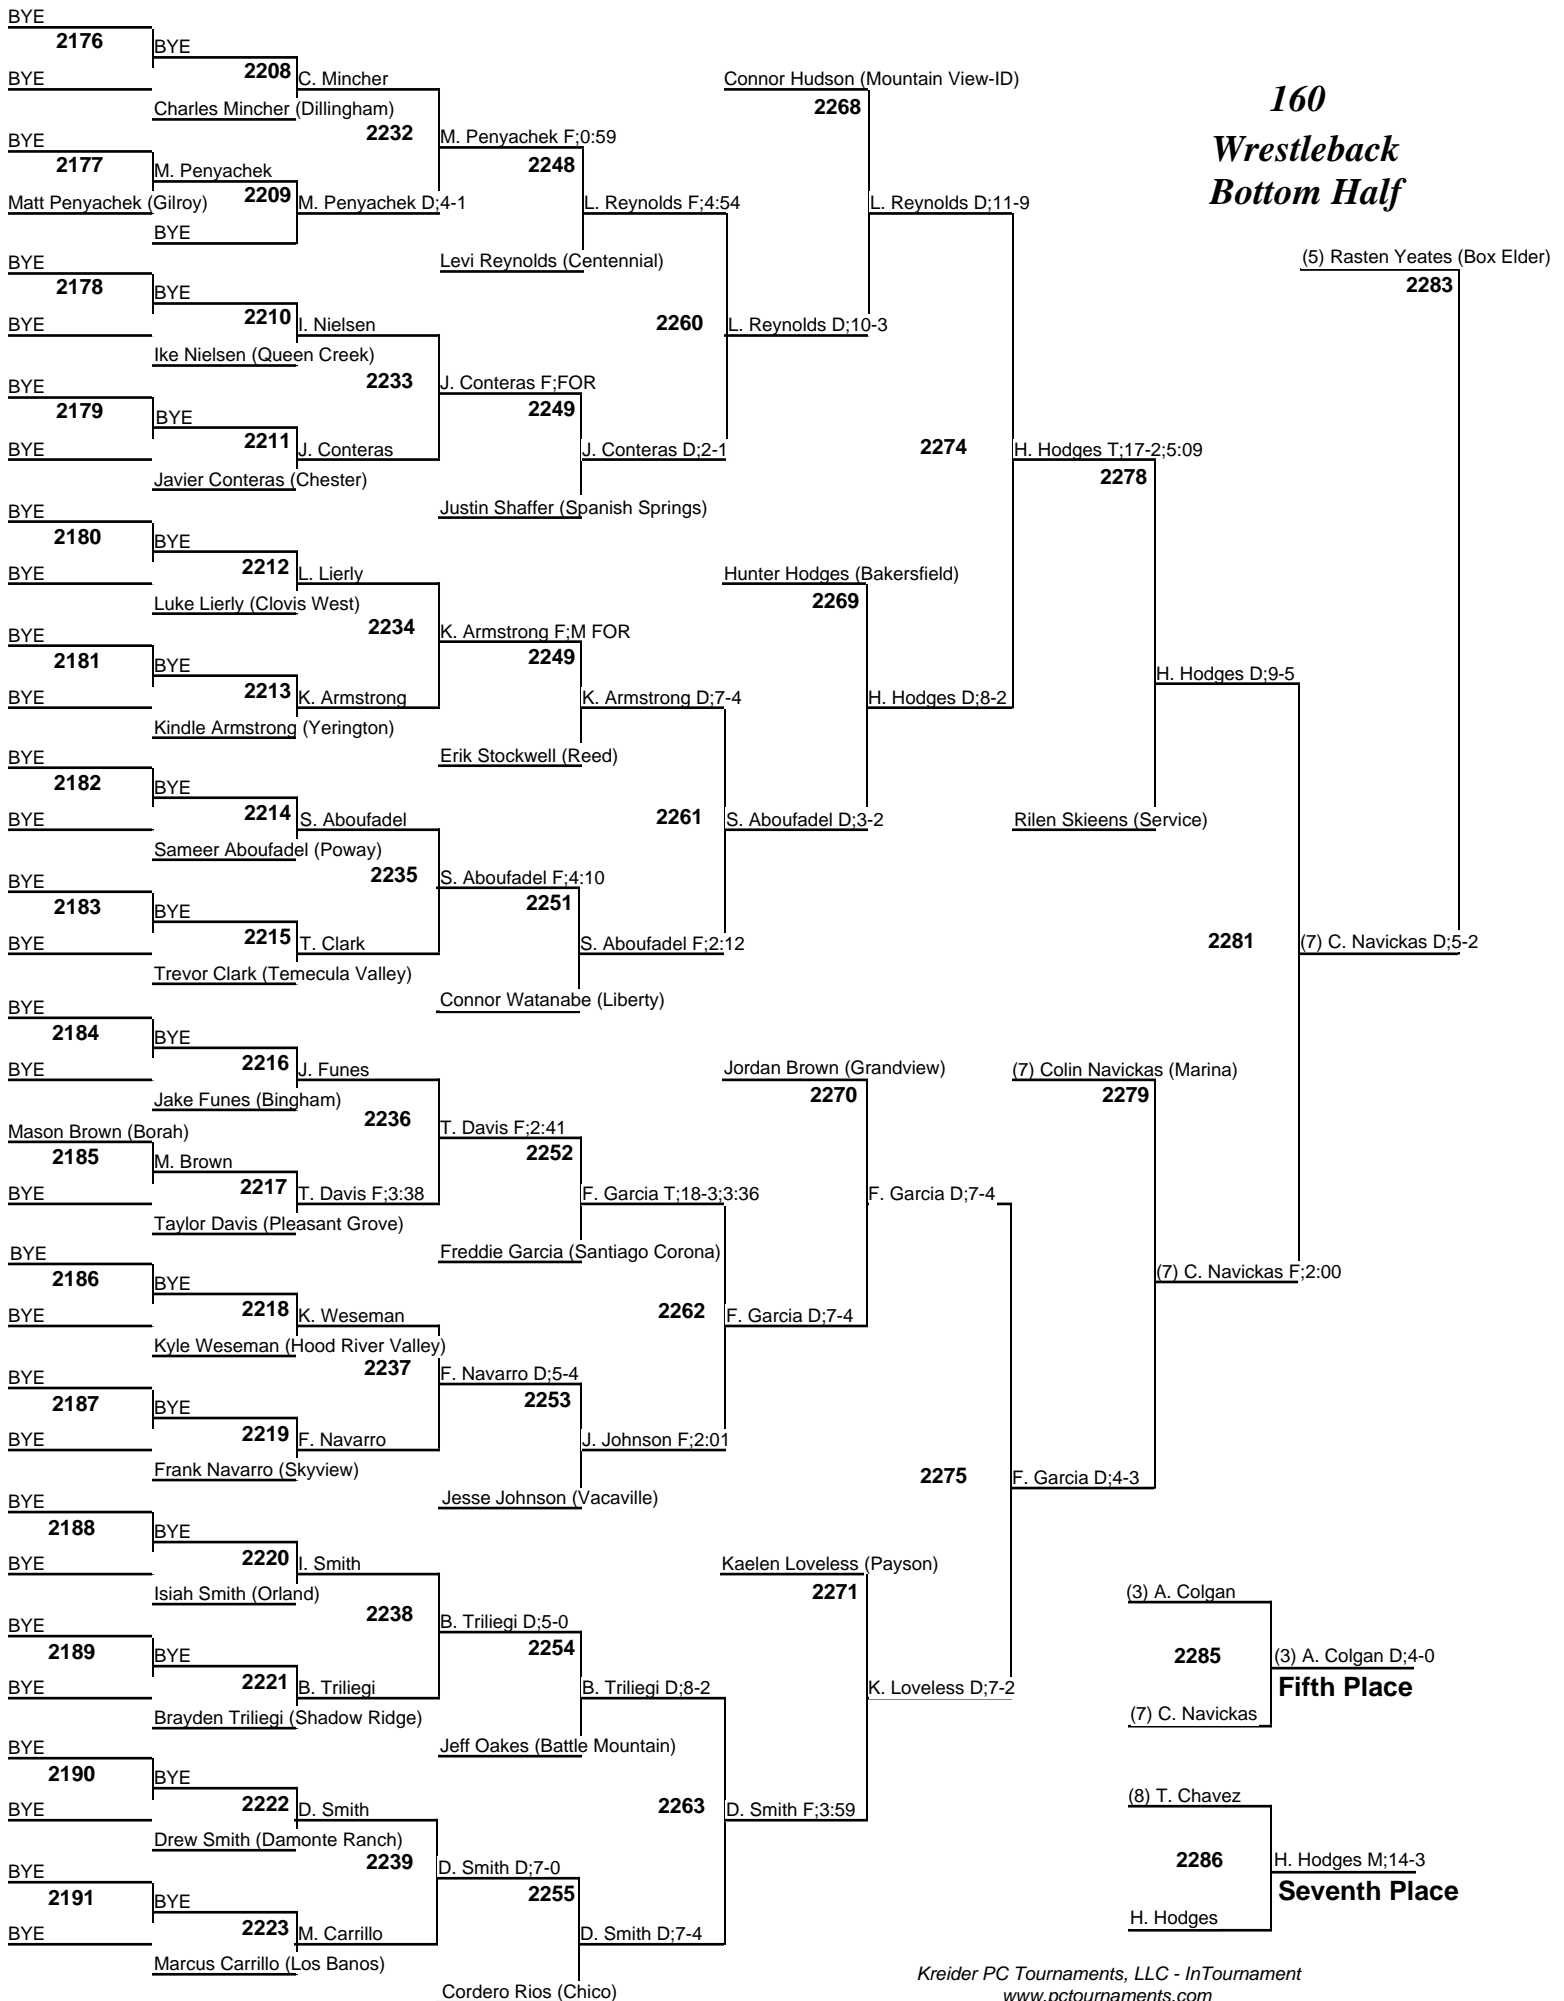 BYE
2176
BYE
BYE
2208
C. Mincher
Charles Mincher (Dillingham)
2232
BYE
2177
M. Penyachek
Matt Penyachek (Gilroy)
2209
M. Penyachek D;4-1
BYE
M. Penyachek F;0:59
2248
L. Reynolds F;4:54
Levi Reynolds (Centennial)
BYE
2178
BYE
BYE
2210
I. Nielsen
Ike Nielsen (Queen Creek)
2233
BYE
2179
BYE
BYE
2211
J. Conteras
Javier Conteras (Chester)
J. Conteras F;FOR
2249
J. Conteras D;2-1
Justin Shaffer (Spanish Springs)
2260
L. Reynolds D;10-3
Connor Hudson (Mountain View-ID)
2268
L. Reynolds D;11-9
160
Wrestleback
Bottom Half
(5) Rasten Yeates (Box Elder)
2283
BYE
2180
BYE
BYE
2212
L. Lierly
Luke Lierly (Clovis West)
2234
BYE
2181
BYE
BYE
2213
K. Armstrong
Kindle Armstrong (Yerington)
K. Armstrong F;M FOR
2249
K. Armstrong D;7-4
Erik Stockwell (Reed)
BYE
2182
BYE
BYE
2214
S. Aboufadel
Sameer Aboufadel (Poway)
2235
BYE
2183
BYE
BYE
2215
T. Clark
Trevor Clark (Temecula Valley)
S. Aboufadel F;4:10
2251
S. Aboufadel F;2:12
Connor Watanabe (Liberty)
2261
S. Aboufadel D;3-2
Hunter Hodges (Bakersfield)
2269
H. Hodges D;8-2
2274
H. Hodges T;17-2;5:09
2278
H. Hodges D;9-5
Rilen Skieens (Service)
2281
(7) C. Navickas D;5-2
BYE
2184
BYE
BYE
2216
J. Funes
Jake Funes (Bingham)
2236
Mason Brown (Borah)
2185
M. Brown
BYE
2217
T. Davis F;3:38
Taylor Davis (Pleasant Grove)
T. Davis F;2:41
2252
F. Garcia T;18-3;3:36
Freddie Garcia (Santiago Corona)
BYE
2186
BYE
BYE
2218
K. Weseman
Kyle Weseman (Hood River Valley)
2237
BYE
2187
BYE
BYE
2219
F. Navarro
Frank Navarro (Skyview)
F. Navarro D;5-4
2253
J. Johnson F;2:01
Jesse Johnson (Vacaville)
2262
F. Garcia D;7-4
Jordan Brown (Grandview)
2270
F. Garcia D;7-4
(7) Colin Navickas (Marina)
2279
(7) C. Navickas F;2:00
BYE
2188
BYE
BYE
2220
I. Smith
Isiah Smith (Orland)
2238
BYE
2189
BYE
BYE
2221
B. Triliegi
Brayden Triliegi (Shadow Ridge)
B. Triliegi D;5-0
2254
B. Triliegi D;8-2
Jeff Oakes (Battle Mountain)
BYE
2190
BYE
BYE
2222
D. Smith
Drew Smith (Damonte Ranch)
2239
BYE
2191
BYE
BYE
2223
M. Carrillo
Marcus Carrillo (Los Banos)
D. Smith D;7-0
2255
D. Smith D;7-4
Cordero Rios (Chico)
2263
D. Smith F;3:59
Kaelen Loveless (Payson)
2271
K. Loveless D;7-2
2275
F. Garcia D;4-3
(3) A. Colgan
2285
(3) A. Colgan D;4-0
Fifth Place
(7) C. Navickas
(8) T. Chavez
2286
H. Hodges M;14-3
Seventh Place
H. Hodges
Kreider PC Tournaments, LLC - InTournament
www.pctournaments.com